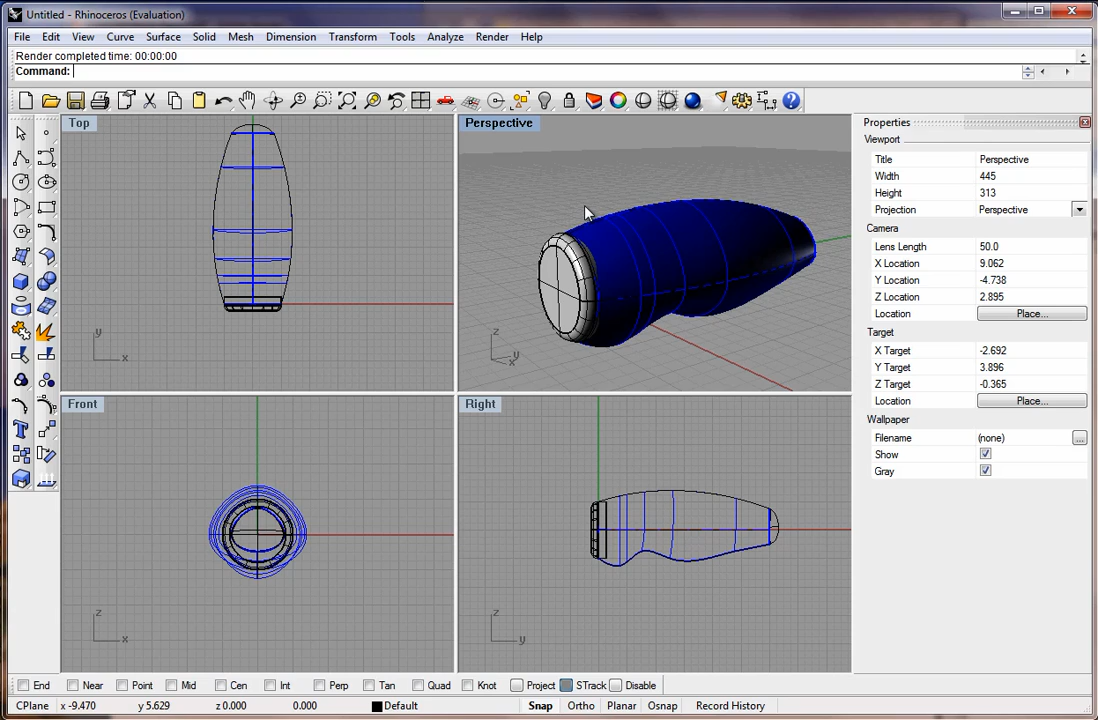 Untitled - Rhinoceros (Evaluation)
File Edit View Curve Surface Solid Mesh Dimension Transform Tools Analyze Render Help
Render completed time: 00:00:00
Command:
Top
Perspective
Properties
Viewport
Title Perspective
Width 445
Height 313
Projection Perspective
Camera
Lens Length 50.0
X Location 9.062
Y Location -4.738
Z Location 2.895
Location Place...
Target
X Target -2.692
Y Target 3.896
Z Target -0.365
Location Place...
Wallpaper
Filename (none) ...
Show
Gray
y
x
z
y
x
Front
Right
z
x
z
y
End Near Point Mid Cen Int Perp Tan Quad Knot Project STrack Disable
CPlane x -9.470 y 5.629 z 0.000 0.000 Default Snap Ortho Planar Osnap Record History